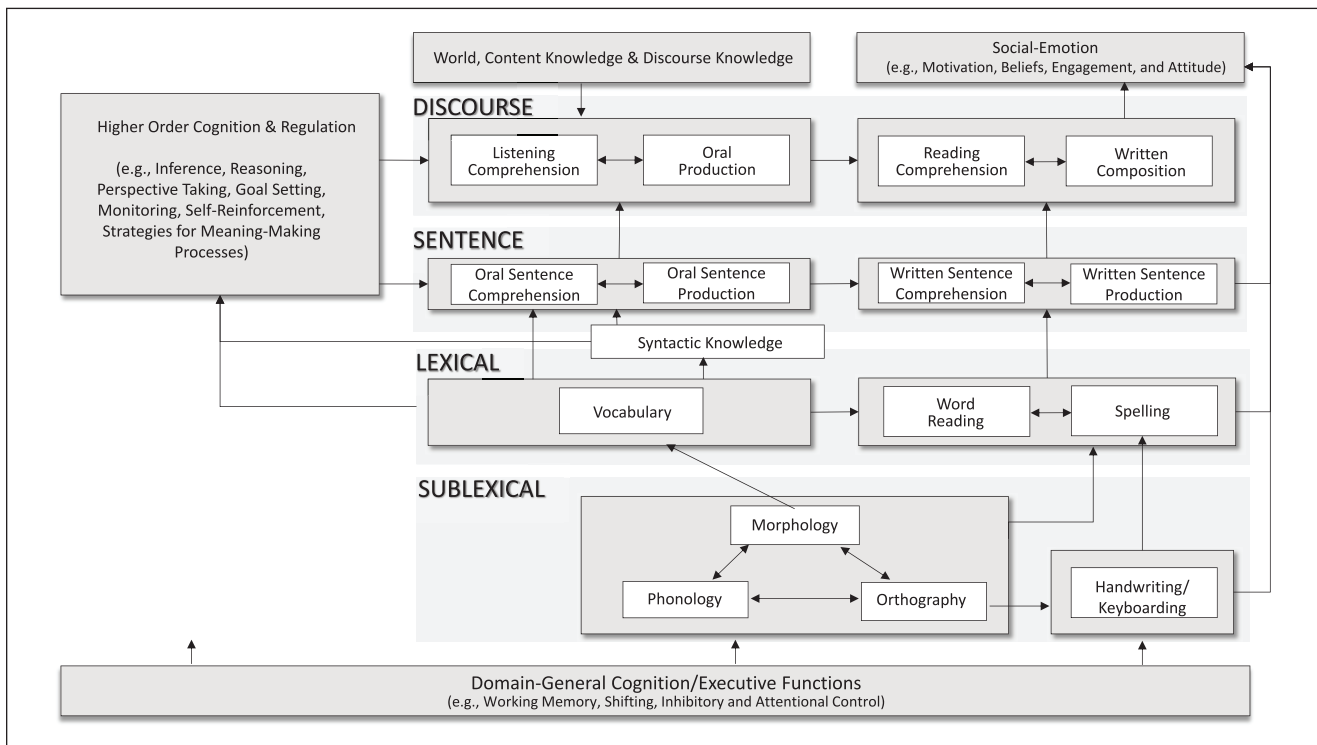 World, Content Knowledge & Discourse Knowledge
Social-Emotion
(e.g., Motivation, Beliefs, Engagement, and Attitude)
Higher Order Cognition & Regulation
(e.g., Inference, Reasoning,
Perspective Taking, Goal Setting,
Monitoring, Self-Reinforcement,
Strategies for Meaning-Making
Processes)
DISCOURSE
Listening
Comprehension
Oral
Production
Reading
Comprehension
Written
Composition
SENTENCE
Oral Sentence
Comprehension
Oral Sentence
Production
Written Sentence
Comprehension
Written Sentence
Production
Syntactic Knowledge
LEXICAL
Vocabulary
Word
Reading
Spelling
SUBLEXICAL
Morphology
Phonology
Orthography
Handwriting/
Keyboarding
Domain-General Cognition/Executive Functions
(e.g., Working Memory, Shifting, Inhibitory and Attentional Control)